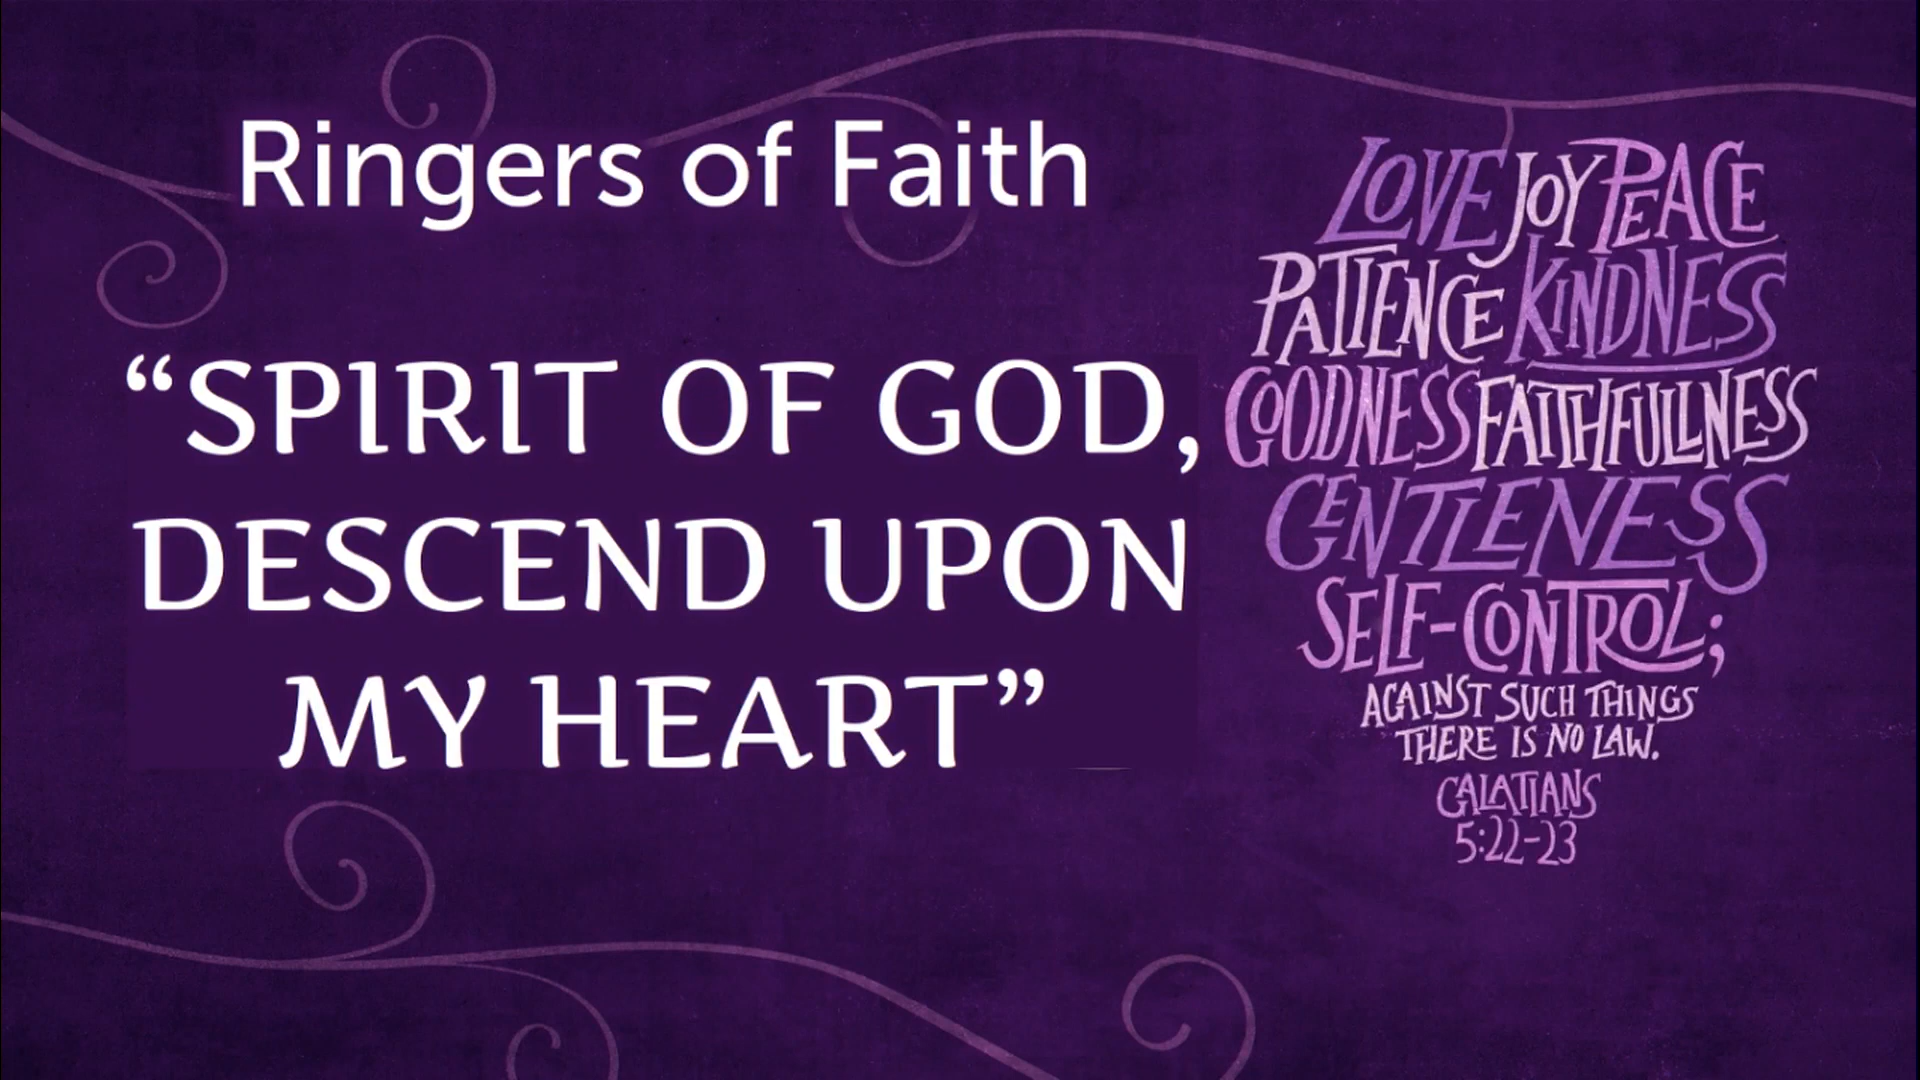 Ringers of Faith
“SPIRIT OF GOD,
DESCEND UPON
MY HEART”
LOVE JOY PEACE
PATIENCE KINDNESS
GOODNESS FAITHFULLNESS
GENTLENESS
SELF-CONTROL;
AGAINST SUCH THINGS
THERE IS NO LAW.
GALATIANS
5:22-23